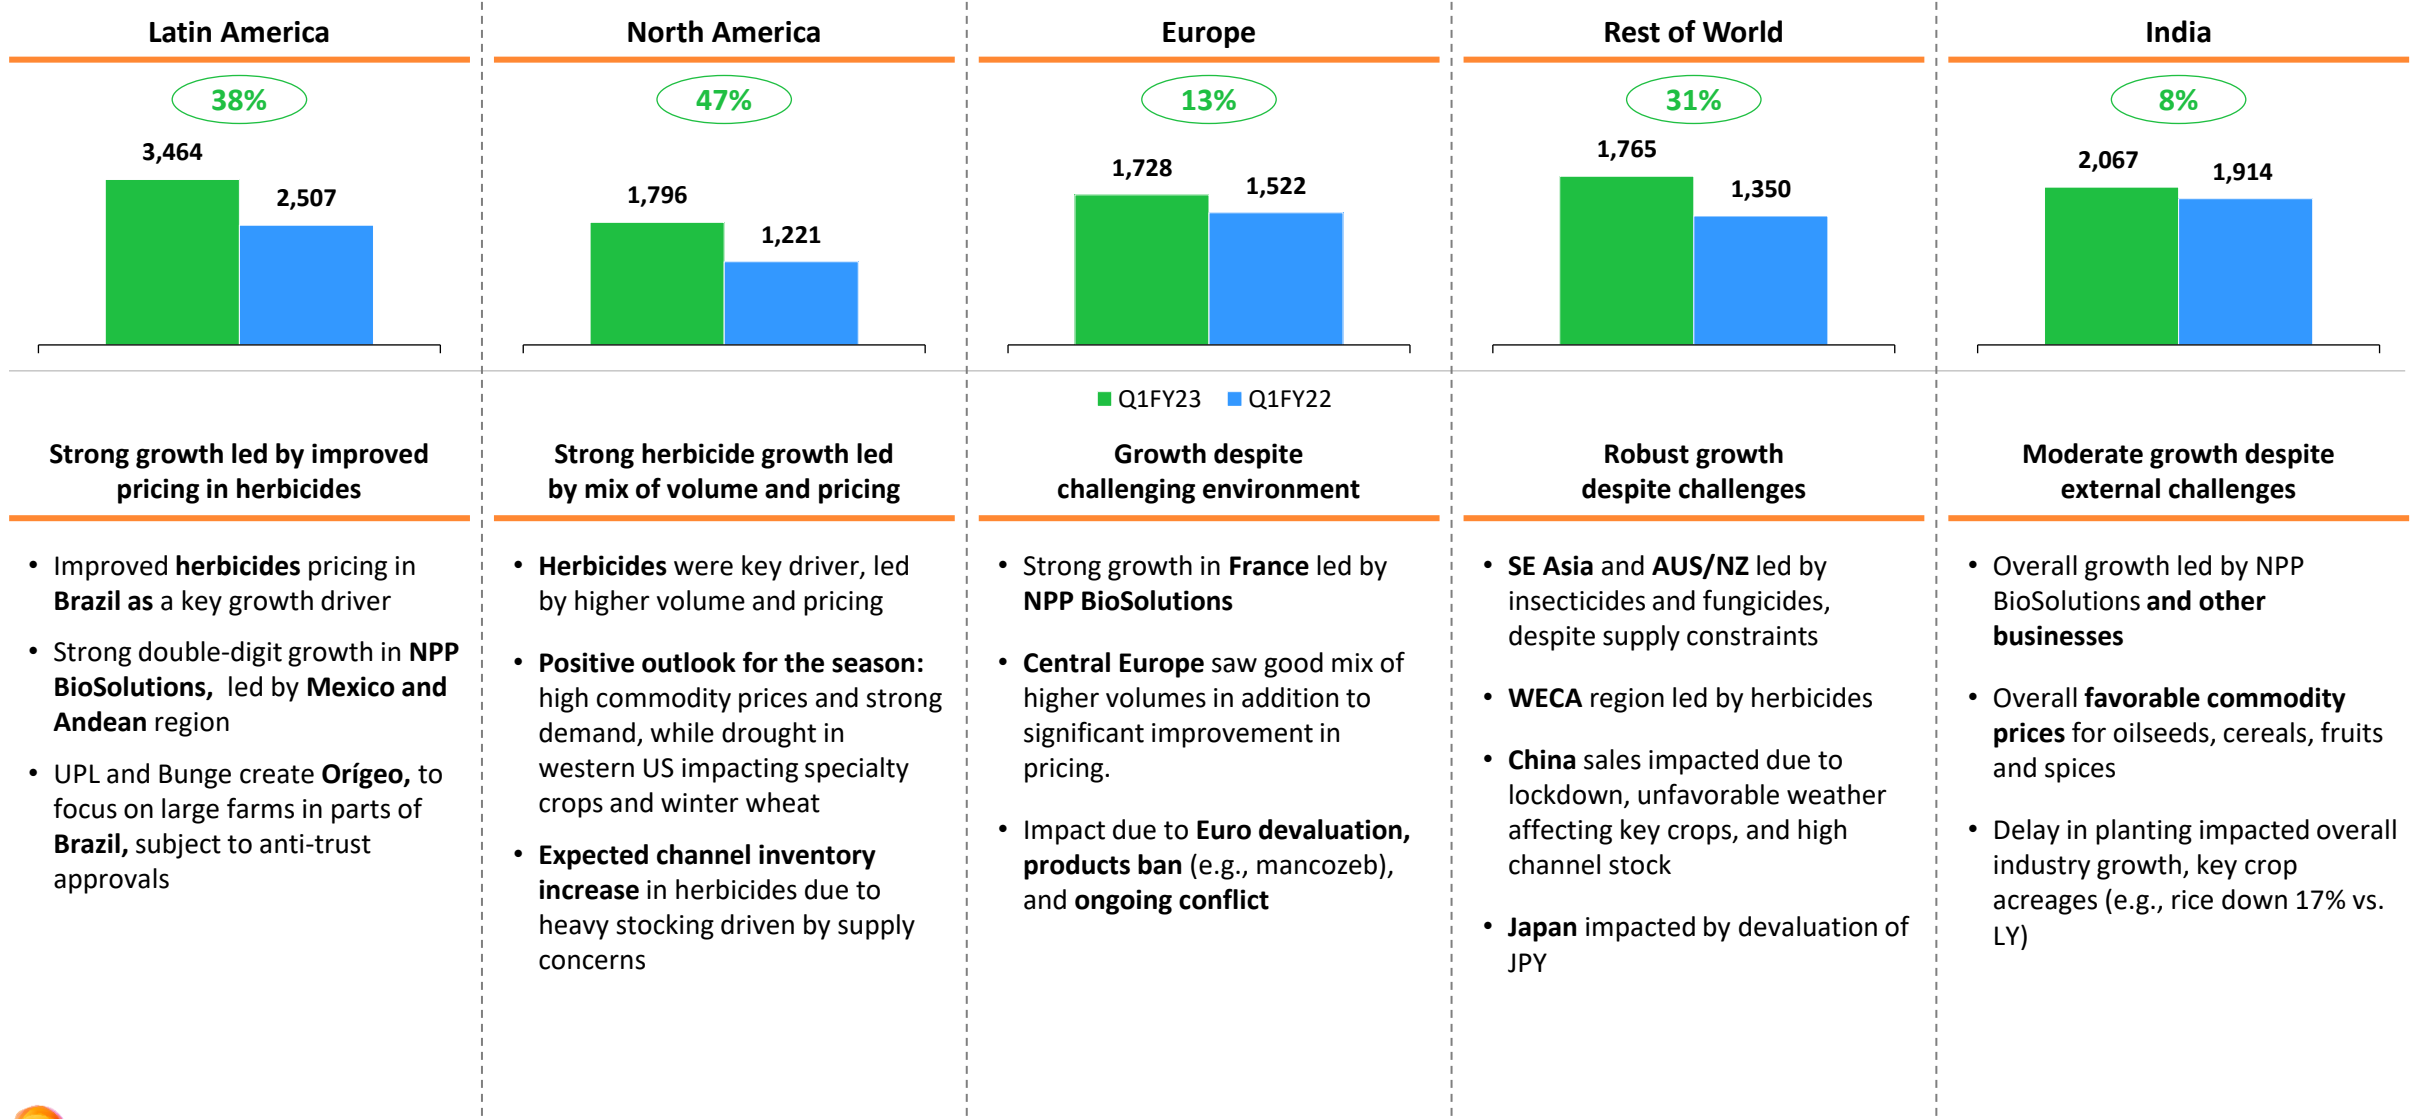 Latin America
38%
3,464
2,507
Strong growth led by improved
pricing in herbicides
• Improved herbicides pricing in
Brazil as a key growth driver
• Strong double-digit growth in NPP
BioSolutions, led by Mexico and
Andean region
• UPL and Bunge create Orígeo, to
focus on large farms in parts of
Brazil, subject to anti-trust
approvals
North America
47%
1,796
1,221
Strong herbicide growth led
by mix of volume and pricing
• Herbicides were key driver, led
by higher volume and pricing
• Positive outlook for the season:
high commodity prices and strong
demand, while drought in
western US impacting specialty
crops and winter wheat
• Expected channel inventory
increase in herbicides due to
heavy stocking driven by supply
concerns
Europe
13%
1,728
1,522
Q1FY23 Q1FY22
Growth despite
challenging environment
• Strong growth in France led by
NPP BioSolutions
• Central Europe saw good mix of
higher volumes in addition to
significant improvement in
pricing.
• Impact due to Euro devaluation,
products ban (e.g., mancozeb),
and ongoing conflict
Rest of World
31%
1,765
1,350
Robust growth
despite challenges
• SE Asia and AUS/NZ led by
insecticides and fungicides,
despite supply constraints
• WECA region led by herbicides
• China sales impacted due to
lockdown, unfavorable weather
affecting key crops, and high
channel stock
• Japan impacted by devaluation of
JPY
India
8%
2,067
1,914
Moderate growth despite
external challenges
• Overall growth led by NPP
BioSolutions and other
businesses
• Overall favorable commodity
prices for oilseeds, cereals, fruits
and spices
• Delay in planting impacted overall
industry growth, key crop
acreages (e.g., rice down 17% vs.
LY)